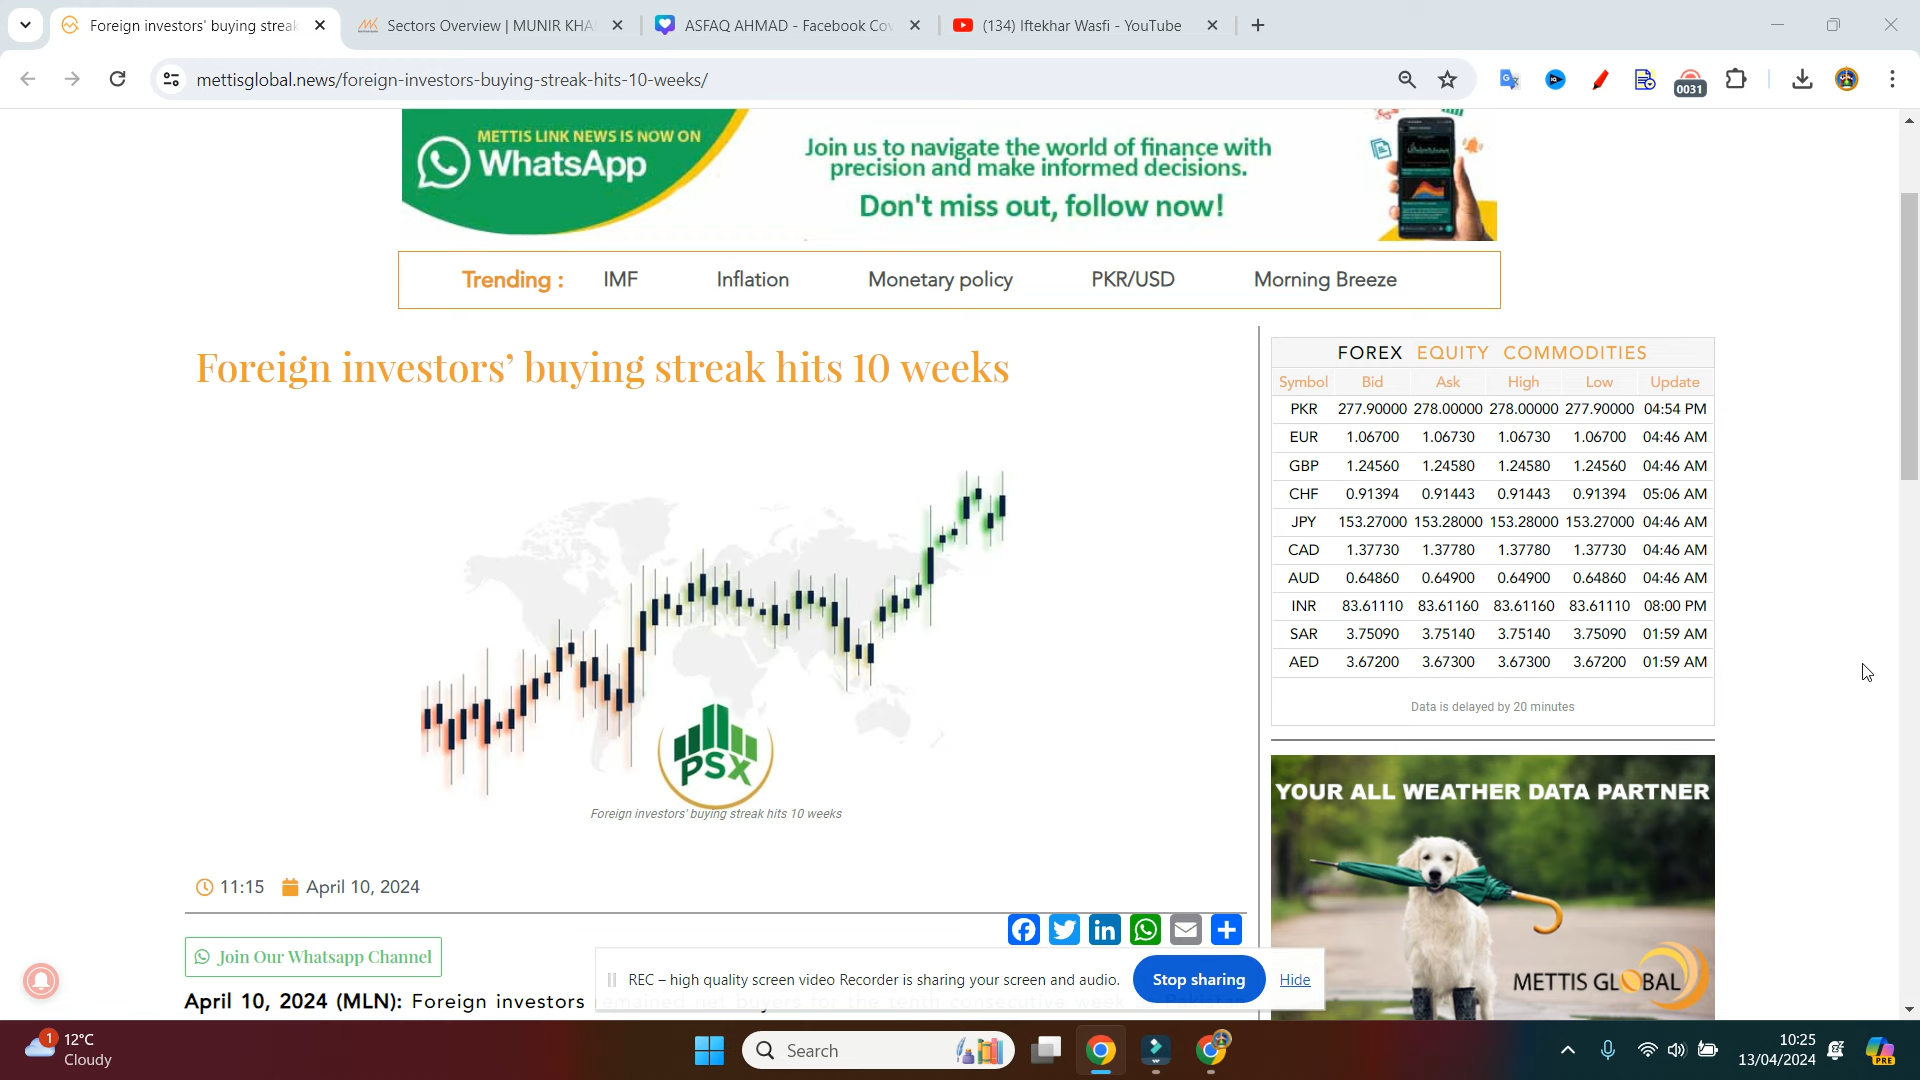 Foreign investors' buying streak
Sectors Overview | MUNIR KHA
ASFAQ AHMAD - Facebook Cov
(134) Iftekhar Wasfi - YouTube
mettisglobal.news/foreign-investors-buying-streak-hits-10-weeks/
0031
METTIS LINK NEWS IS NOW ON
WhatsApp
Join us to navigate the world of finance with
precision and make informed decisions.
Don't miss out, follow now!
Trending : IMF Inflation Monetary policy PKR/USD Morning Breeze
Foreign investors’ buying streak hits 10 weeks
PSX
Foreign investors' buying streak hits 10 weeks
11:15 April 10, 2024
Join Our Whatsapp Channel
April 10, 2024 (MLN): Foreign investors remained net buyers for the tenth consecutive week
FOREX EQUITY COMMODITIES
Symbol Bid Ask High Low Update
PKR 277.90000 278.00000 278.00000 277.90000 04:54 PM
EUR 1.06700 1.06730 1.06730 1.06700 04:46 AM
GBP 1.24560 1.24580 1.24580 1.24560 04:46 AM
CHF 0.91394 0.91443 0.91443 0.91394 05:06 AM
JPY 153.27000 153.28000 153.28000 153.27000 04:46 AM
CAD 1.37730 1.37780 1.37780 1.37730 04:46 AM
AUD 0.64860 0.64900 0.64900 0.64860 04:46 AM
INR 83.61110 83.61160 83.61160 83.61110 08:00 PM
SAR 3.75090 3.75140 3.75140 3.75090 01:59 AM
AED 3.67200 3.67300 3.67300 3.67200 01:59 AM
Data is delayed by 20 minutes
YOUR ALL WEATHER DATA PARTNER
METTIS GLOBAL
REC – high quality screen video Recorder is sharing your screen and audio. Stop sharing Hide
1
12°C
Cloudy
Search
10:25
13/04/2024
PRE